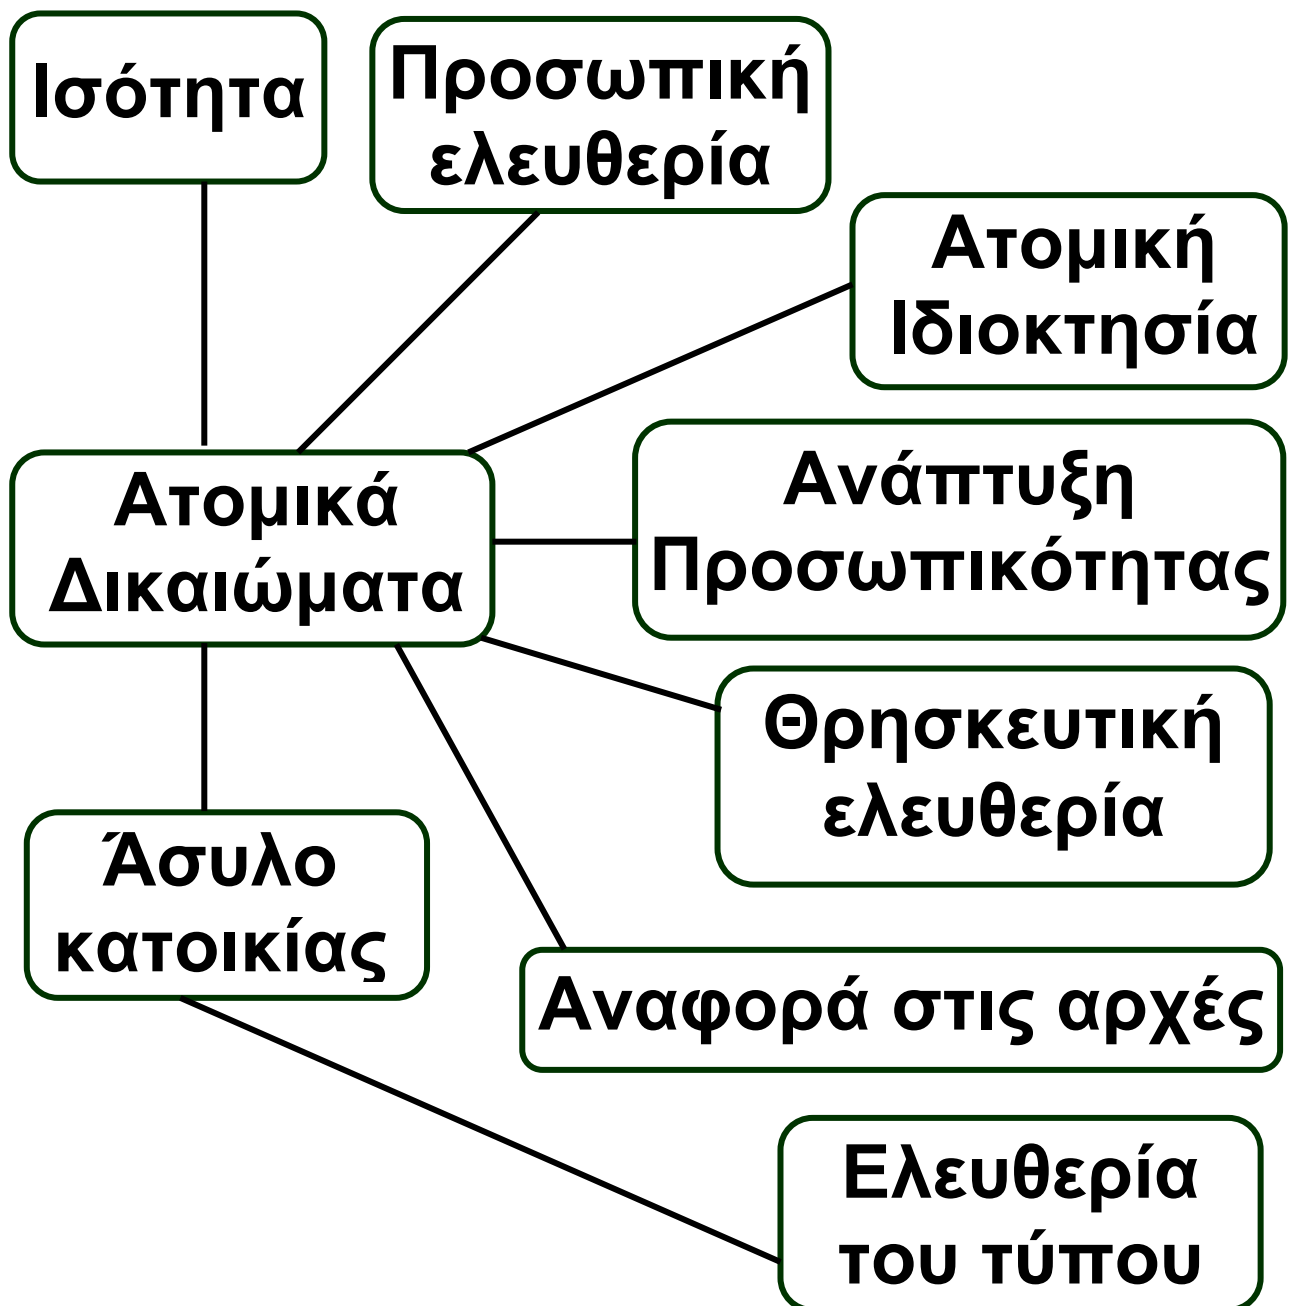 Ισότητα
Προσωπική
ελευθερία
Ατομική
Ιδιοκτησία
Ατομικά
Δικαιώματα
Ανάπτυξη
Προσωπικότητας
Θρησκευτική
ελευθερία
Άσυλο
κατοικίας
Αναφορά στις αρχές
Ελευθερία
του τύπου